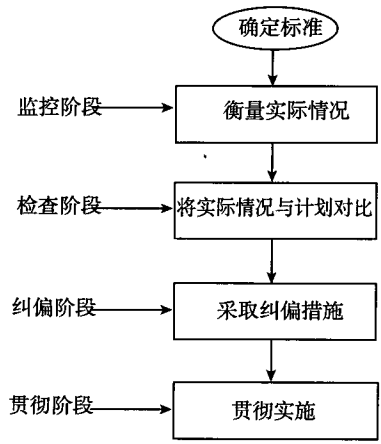 确定标准
监控阶段
衡量实际情况
检查阶段
将实际情况与计划对比
纠偏阶段
采取纠偏措施
贯彻阶段
贯彻实施